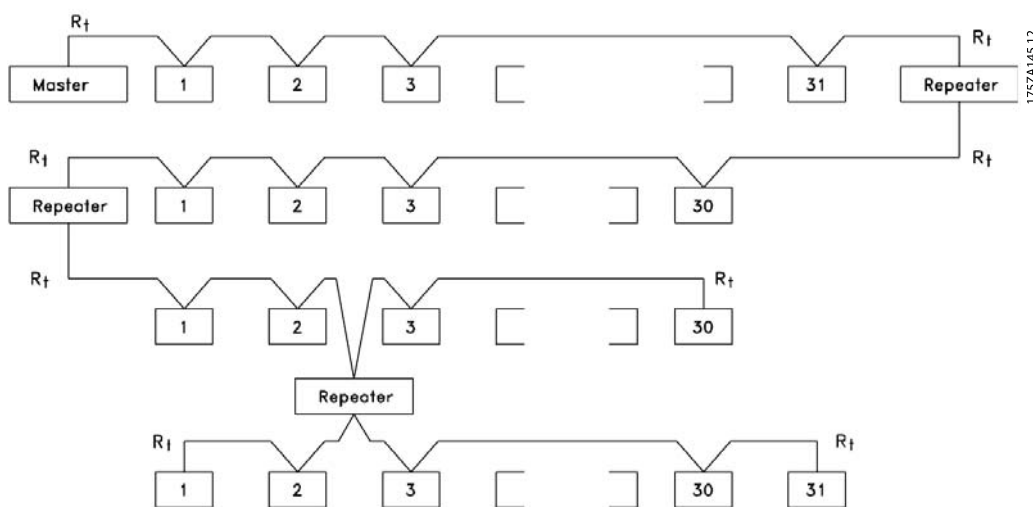 Rt Rt
Master 1 2 3 31 Repeater
Rt Rt
Repeater 1 2 3 30
Rt Rt
1 2 3 30
Repeater
Rt Rt
1 2 3 30 31
175ZA145.12